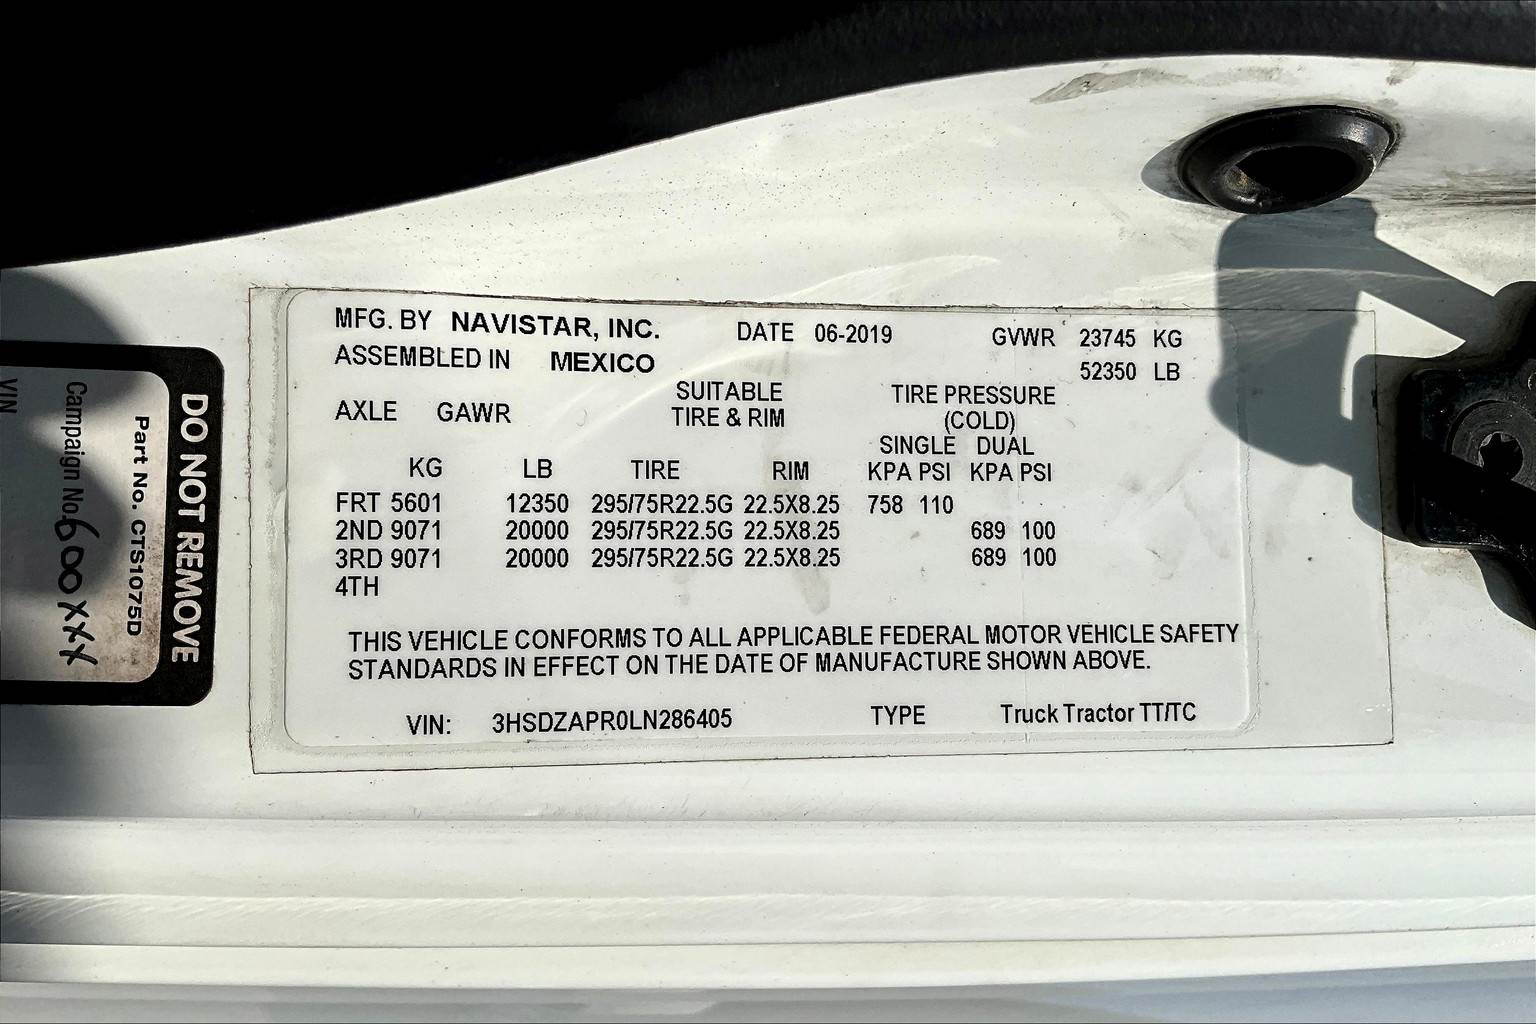 MFG. BY NAVISTAR, INC. DATE 06-2019 GVWR 23745 KG
ASSEMBLED IN MEXICO 52350 LB
SUITABLE TIRE PRESSURE
AXLE GAWR TIRE & RIM (COLD)
SINGLE DUAL
KG LB TIRE RIM KPA PSI KPA PSI
FRT 5601 12350 295/75R22.5G 22.5X8.25 758 110
2ND 9071 20000 295/75R22.5G 22.5X8.25 689 100
3RD 9071 20000 295/75R22.5G 22.5X8.25 689 100
4TH
THIS VEHICLE CONFORMS TO ALL APPLICABLE FEDERAL MOTOR VEHICLE SAFETY
STANDARDS IN EFFECT ON THE DATE OF MANUFACTURE SHOWN ABOVE.
VIN: 3HSDZAPR0LN286405 TYPE Truck Tractor TT/TC
DO NOT REMOVE
Part No. CTS1075D
Campaign No. 600XXX
VIN